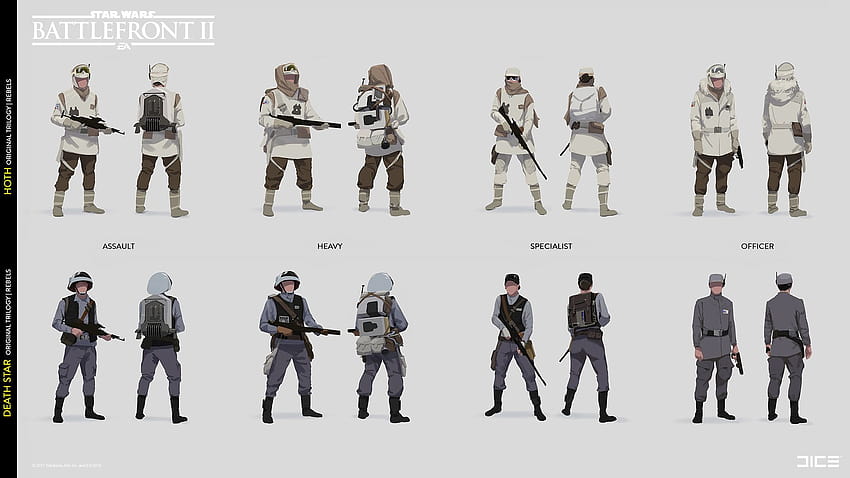 STAR WARS
BATTLEFRONT II
EA
HOTH ORIGINAL TRILOGY | REBELS
ASSAULT
HEAVY
SPECIALIST
OFFICER
DEATH STAR ORIGINAL TRILOGY | REBELS
DICE